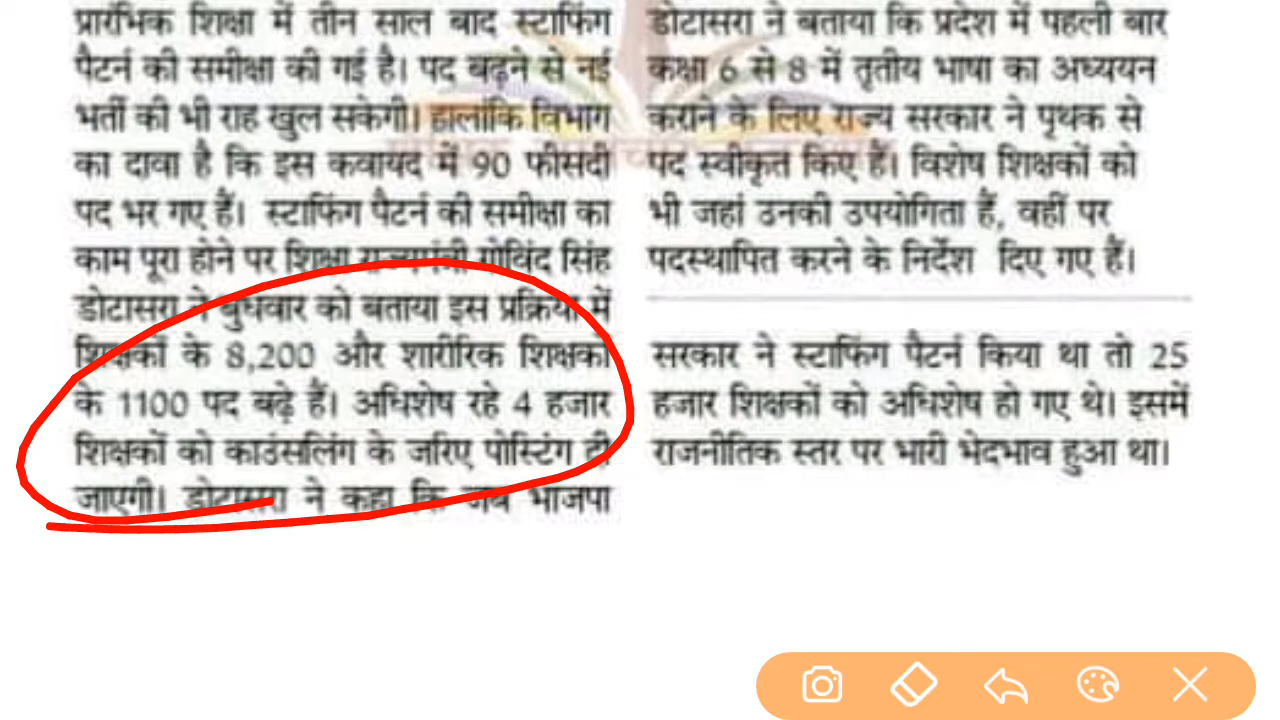 प्रारंभिक शिक्षा में तीन साल बाद स्टाफिंग
पैटर्न की समीक्षा की गई है। पद बढ़ने से नई
भर्ती की भी राह खुल सकेगी। हालांकि विभाग
का दावा है कि इस कवायद में 90 फीसदी
पद भर गए हैं। स्टाफिंग पैटर्न की समीक्षा का
काम पूरा होने पर शिक्षा राज्यमंत्री गोविंद सिंह
डोटासरा ने बुधवार को बताया इस प्रक्रिया में
शिक्षकों के 8,200 और शारीरिक शिक्षकों
के 1100 पद बढ़े हैं। अधिशेष रहे 4 हजार
शिक्षकों को काउंसलिंग के जरिए पोस्टिंग दी
जाएगी। डोटासरा ने कहा कि जब भाजपा
डोटासरा ने बताया कि प्रदेश में पहली बार
कक्षा 6 से 8 में तृतीय भाषा का अध्ययन
कराने के लिए राज्य सरकार ने पृथक से
पद स्वीकृत किए हैं। विशेष शिक्षकों को
भी जहां उनकी उपयोगिता हैं, वहीं पर
पदस्थापित करने के निर्देश दिए गए हैं।
सरकार ने स्टाफिंग पैटर्न किया था तो 25
हजार शिक्षकों को अधिशेष हो गए थे। इसमें
राजनीतिक स्तर पर भारी भेदभाव हुआ था।